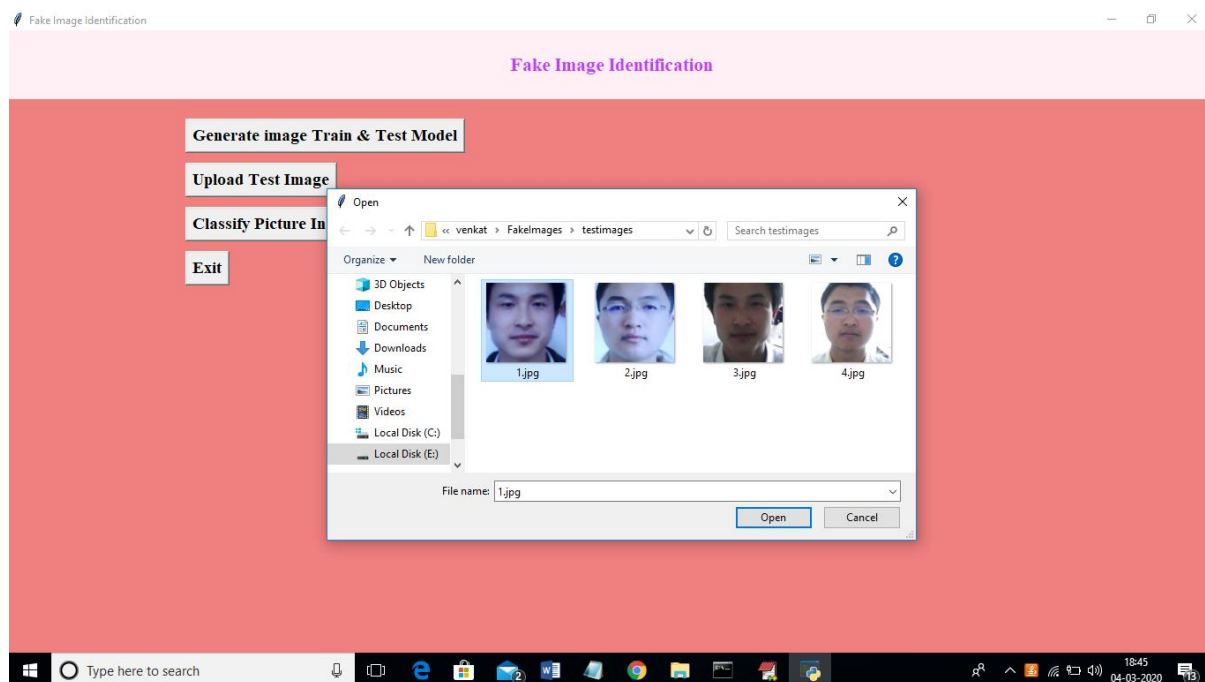 Fake Image Identification
Fake Image Identification
Generate image Train & Test Model
Upload Test Image
Classify Picture In
Exit
Open
« venkat > FakeImages > testimages
Search testimages
Organize
New folder
3D Objects
Desktop
Documents
Downloads
Music
Pictures
Videos
Local Disk (C:)
Local Disk (E:)
1.jpg
2.jpg
3.jpg
4.jpg
File name: 1.jpg
Open
Cancel
Type here to search
2
18:45
04-03-2020
13